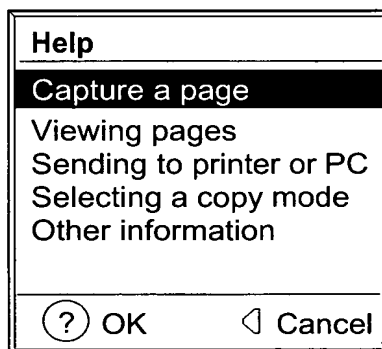 Help
Capture a page
Viewing pages
Sending to printer or PC
Selecting a copy mode
Other information
? OK Cancel